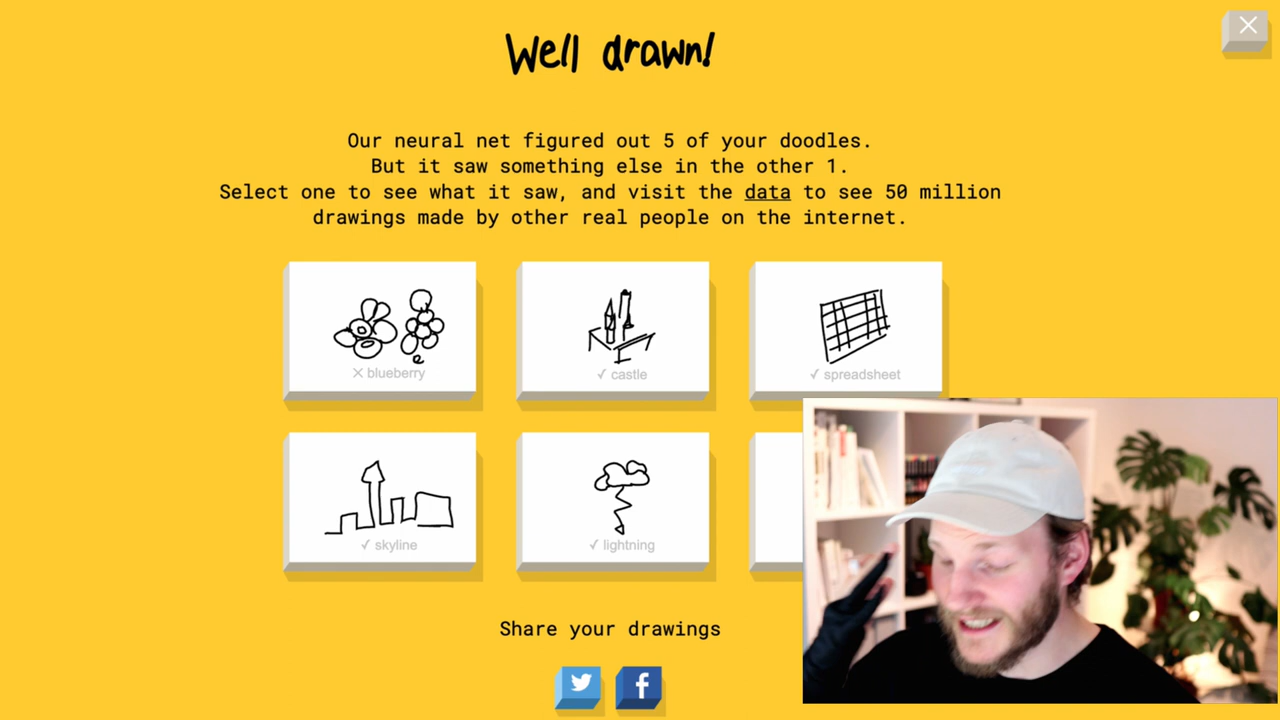 Well drawn!
Our neural net figured out 5 of your doodles.
But it saw something else in the other 1.
Select one to see what it saw, and visit the data to see 50 million
drawings made by other real people on the internet.
✕ blueberry
✓ castle
✓ spreadsheet
✓ skyline
✓ lightning
Share your drawings